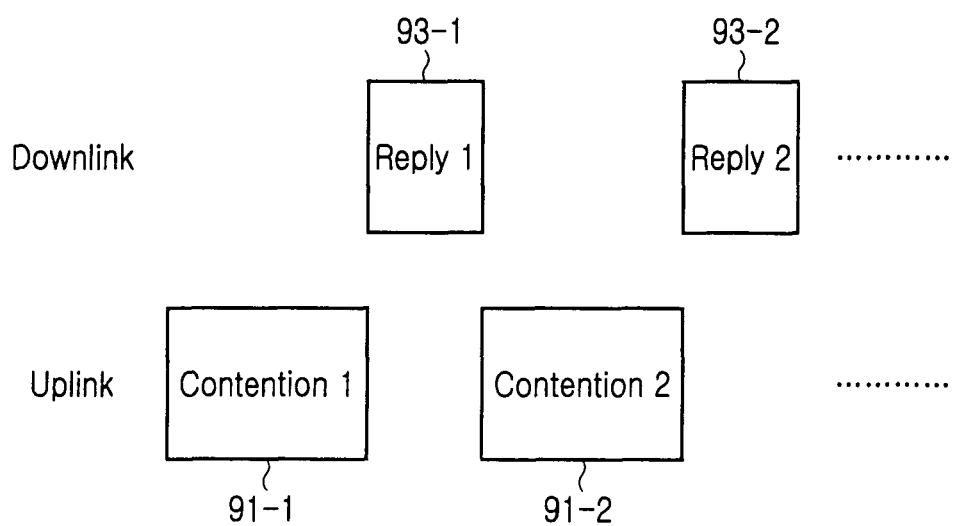 93-1 93-2
Downlink Reply 1 Reply 2 .............
Uplink Contention 1 Contention 2 .............
91-1 91-2